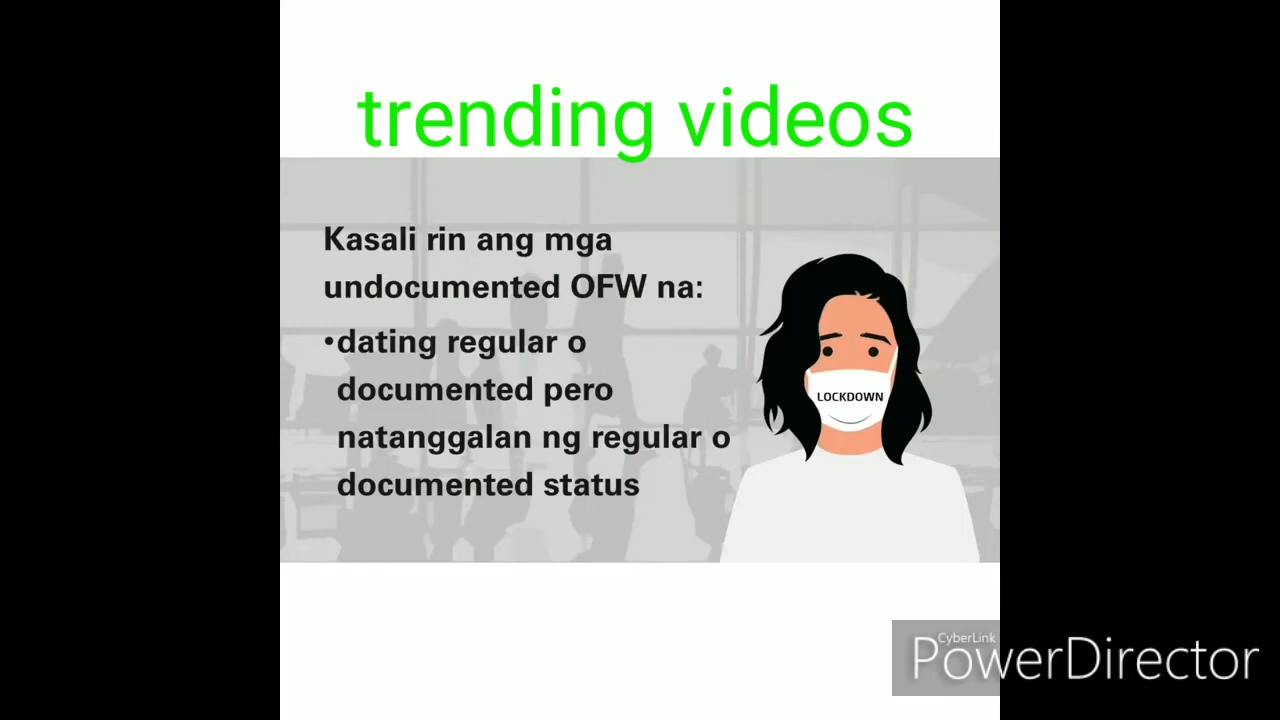 trending videos
Kasali rin ang mga
undocumented OFW na:
•dating regular o
documented pero
natanggalan ng regular o
documented status
LOCKDOWN
CyberLink
PowerDirector